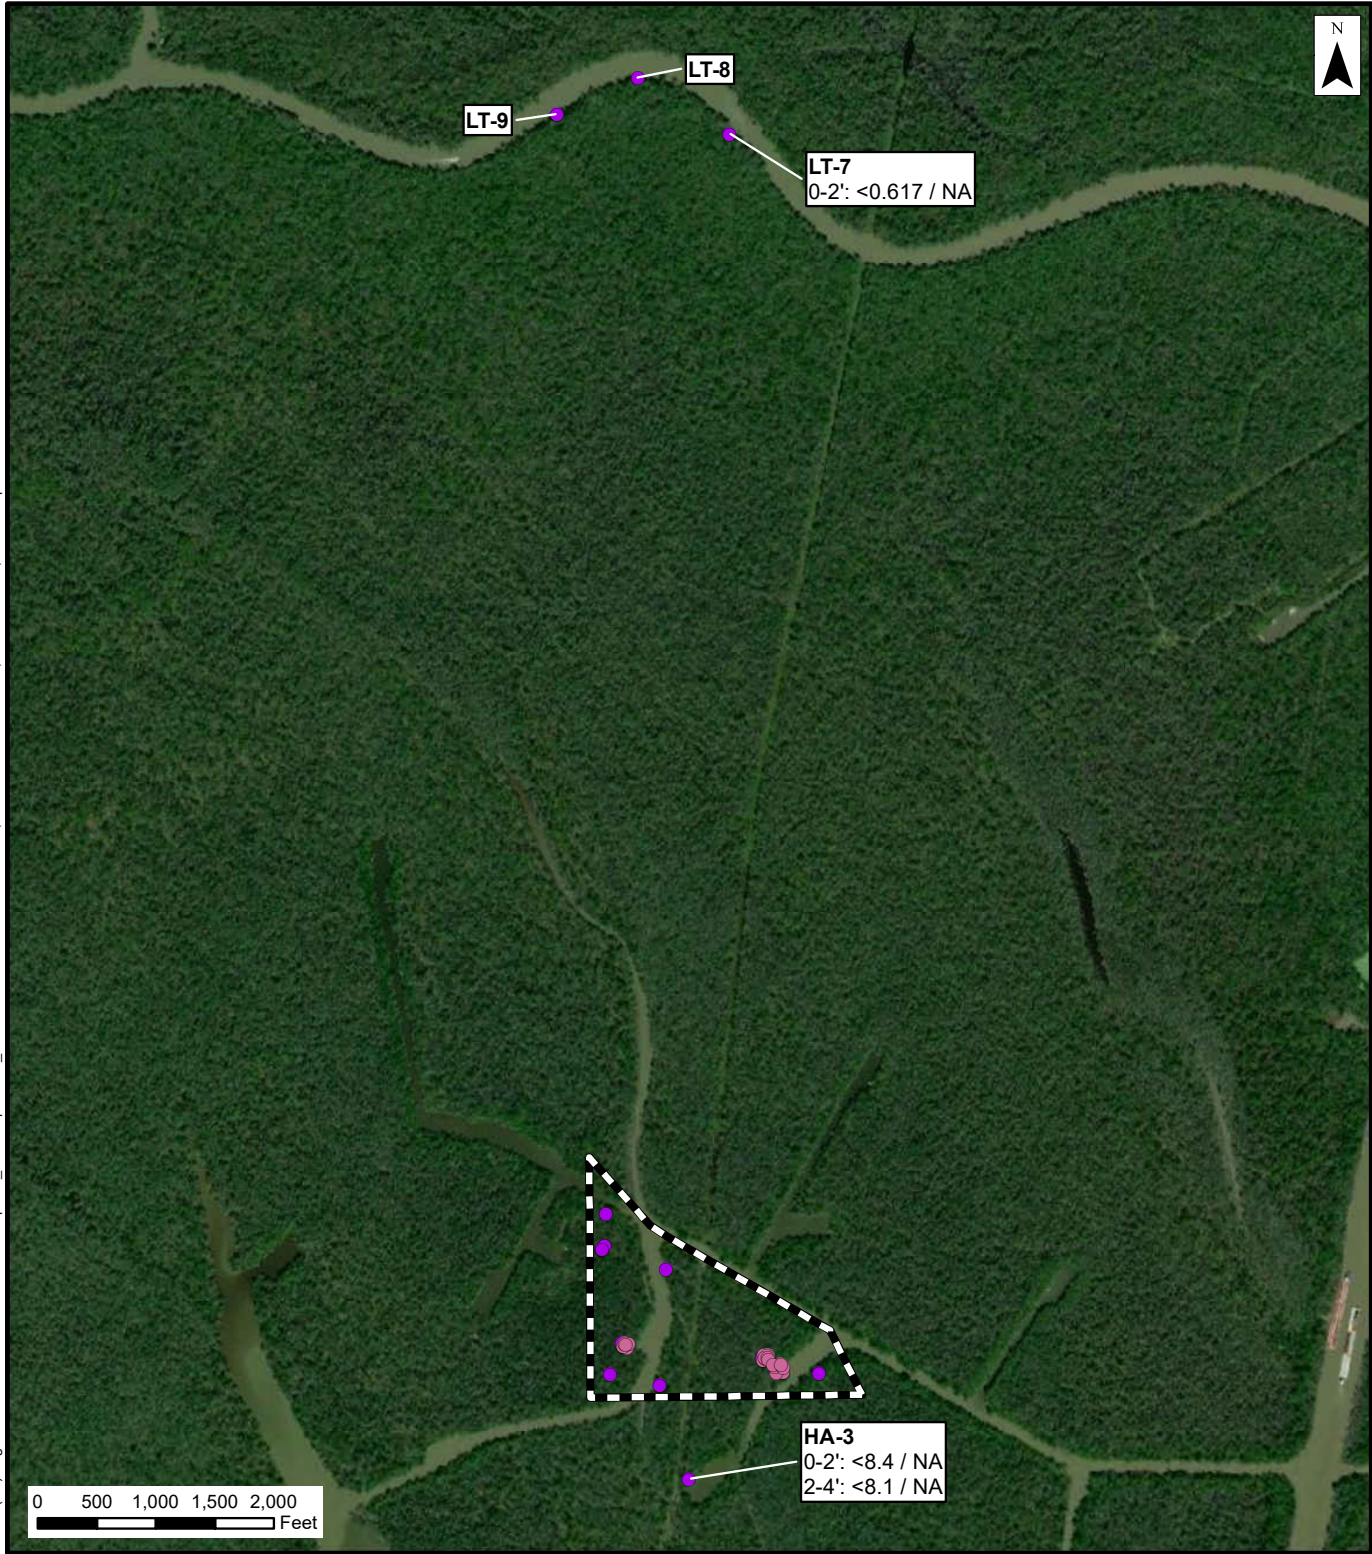 N
LT-8
LT-9
LT-7
0-2': <0.617 / NA
HA-3
0-2': <8.4 / NA
2-4': <8.1 / NA
0 500 1,000 1,500 2,000
Feet